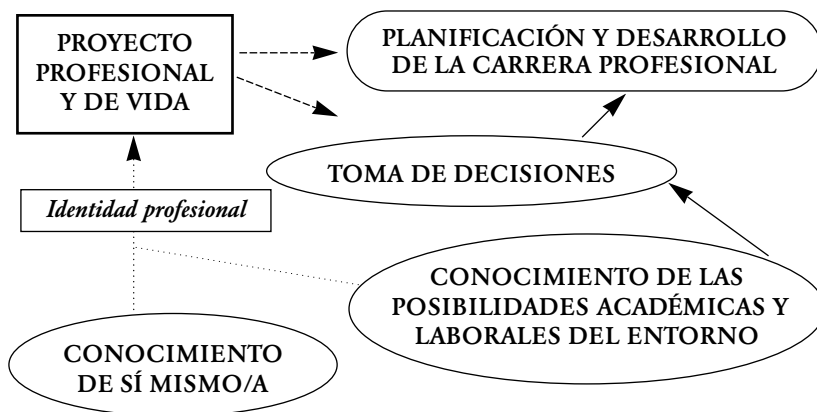 PROYECTO
PROFESIONAL
Y DE VIDA
PLANIFICACIÓN Y DESARROLLO
DE LA CARRERA PROFESIONAL
TOMA DE DECISIONES
Identidad profesional
CONOCIMIENTO DE LAS
POSIBILIDADES ACADÉMICAS Y
LABORALES DEL ENTORNO
CONOCIMIENTO
DE SÍ MISMO/A